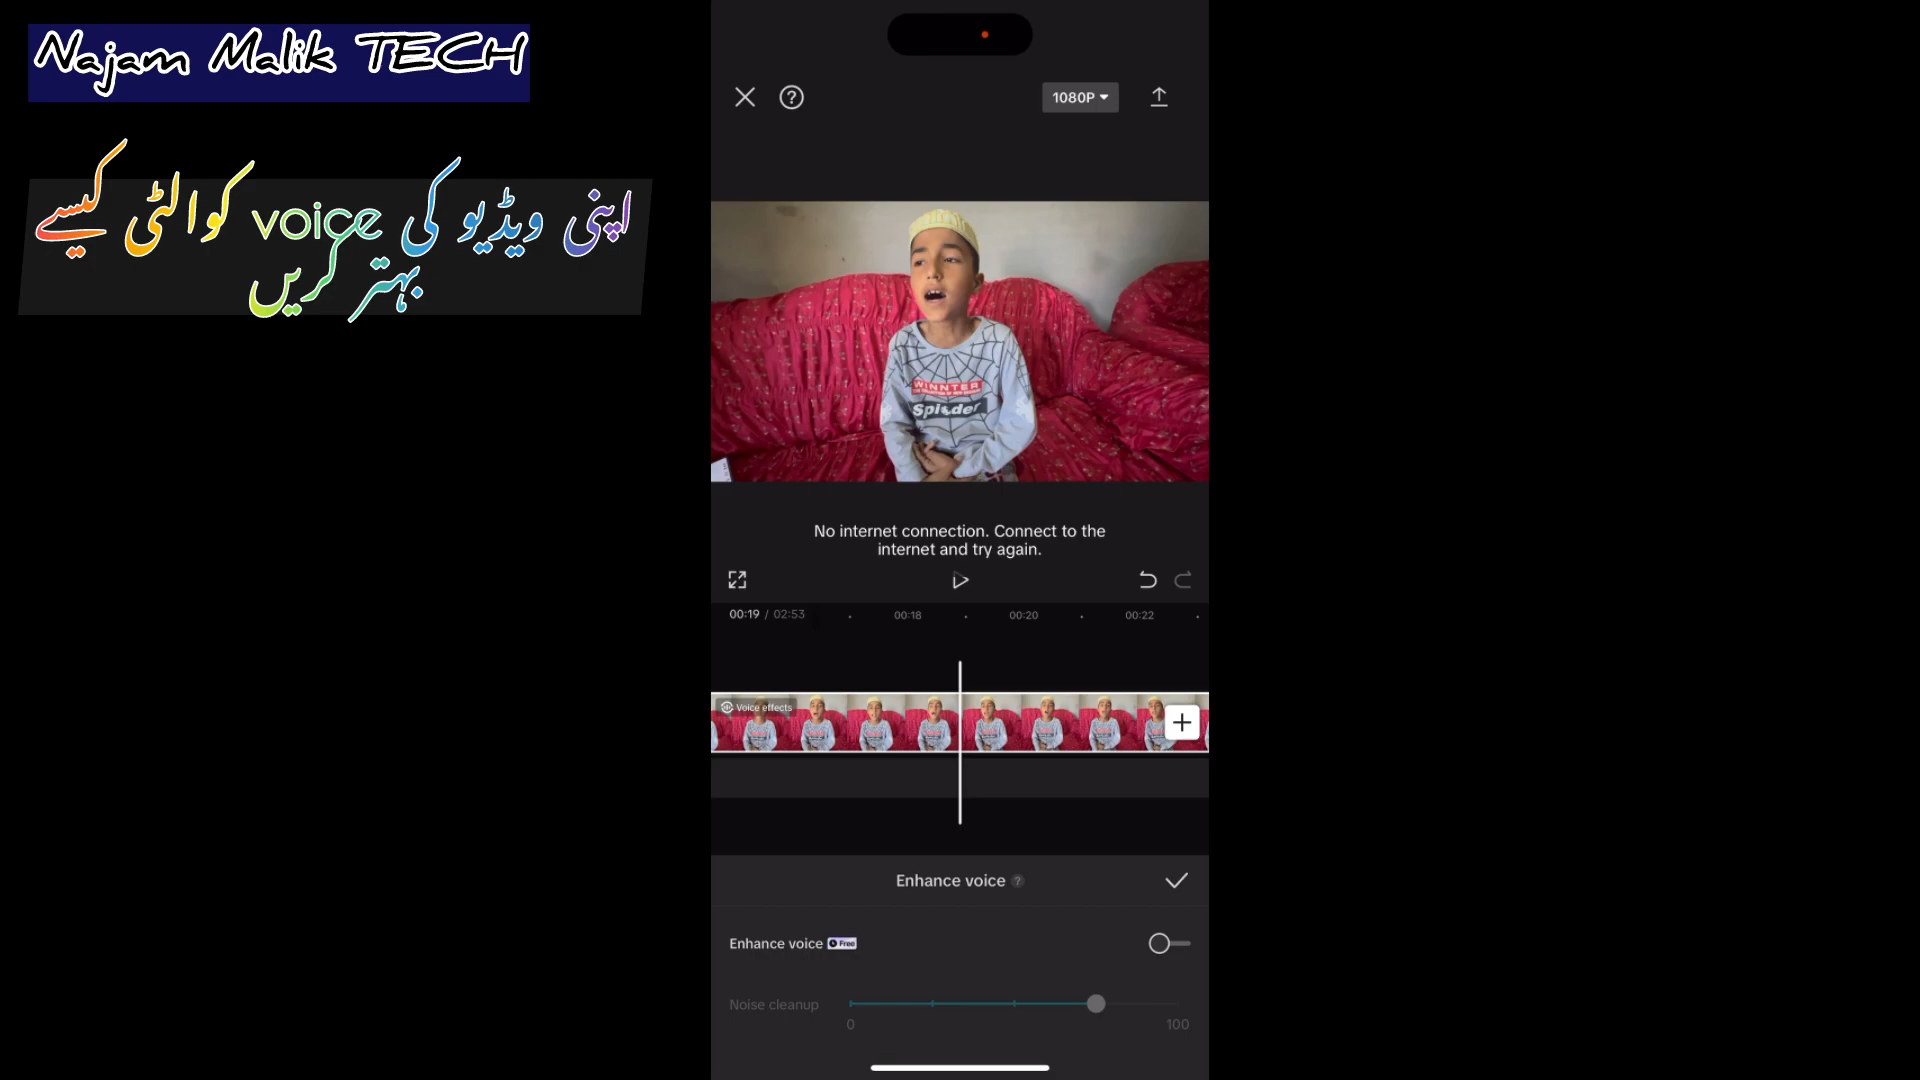 Najam Malik TECH
اپنی ویڈیو کی voice کوالٹی کیسے
بہتر کریں
1080P
WINNTER
Spieder
No internet connection. Connect to the
internet and try again.
00:19 / 02:53
00:18
00:20
00:22
Voice effects
Enhance voice ?
Enhance voice Free
Noise cleanup
0
100